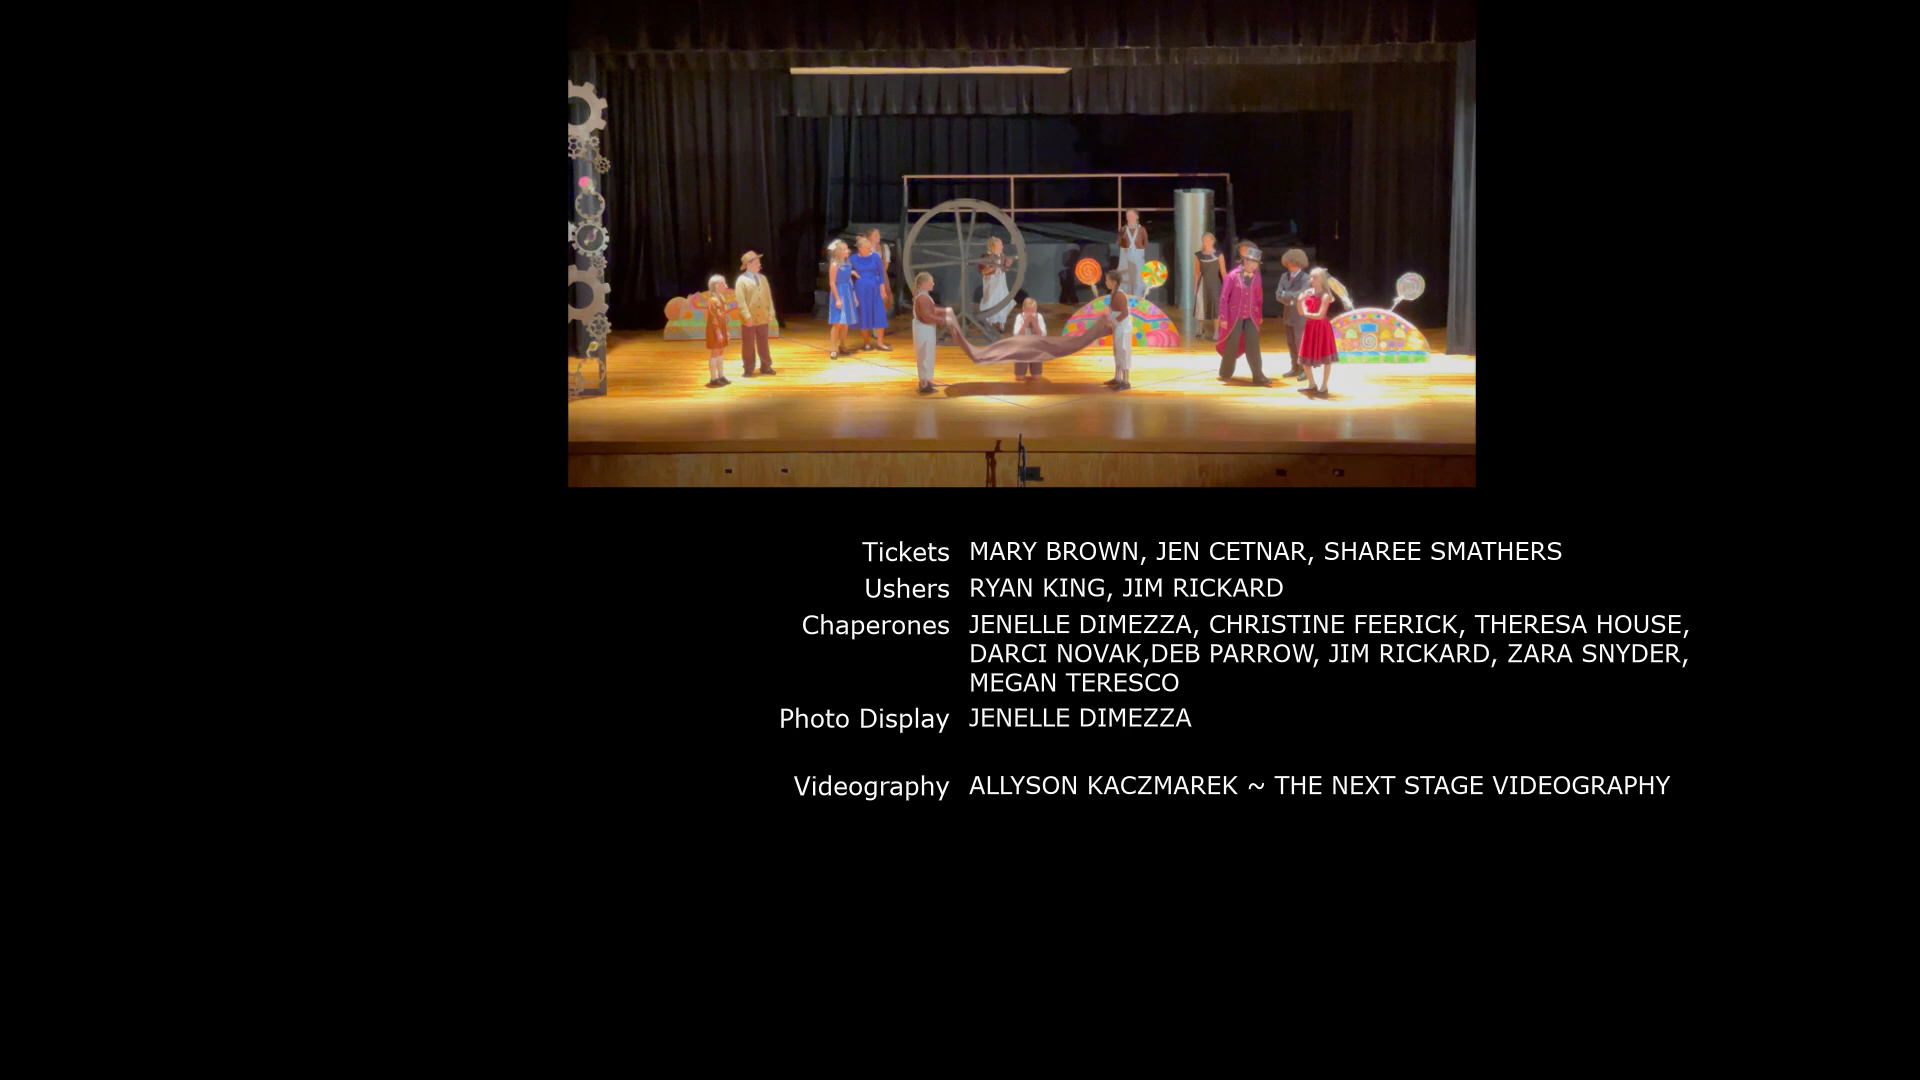 Tickets MARY BROWN, JEN CETNAR, SHAREE SMATHERS
Ushers RYAN KING, JIM RICKARD
Chaperones JENELLE DIMEZZA, CHRISTINE FEERICK, THERESA HOUSE,
DARCI NOVAK,DEB PARROW, JIM RICKARD, ZARA SNYDER,
MEGAN TERESCO
Photo Display JENELLE DIMEZZA
Videography ALLYSON KACZMAREK ~ THE NEXT STAGE VIDEOGRAPHY